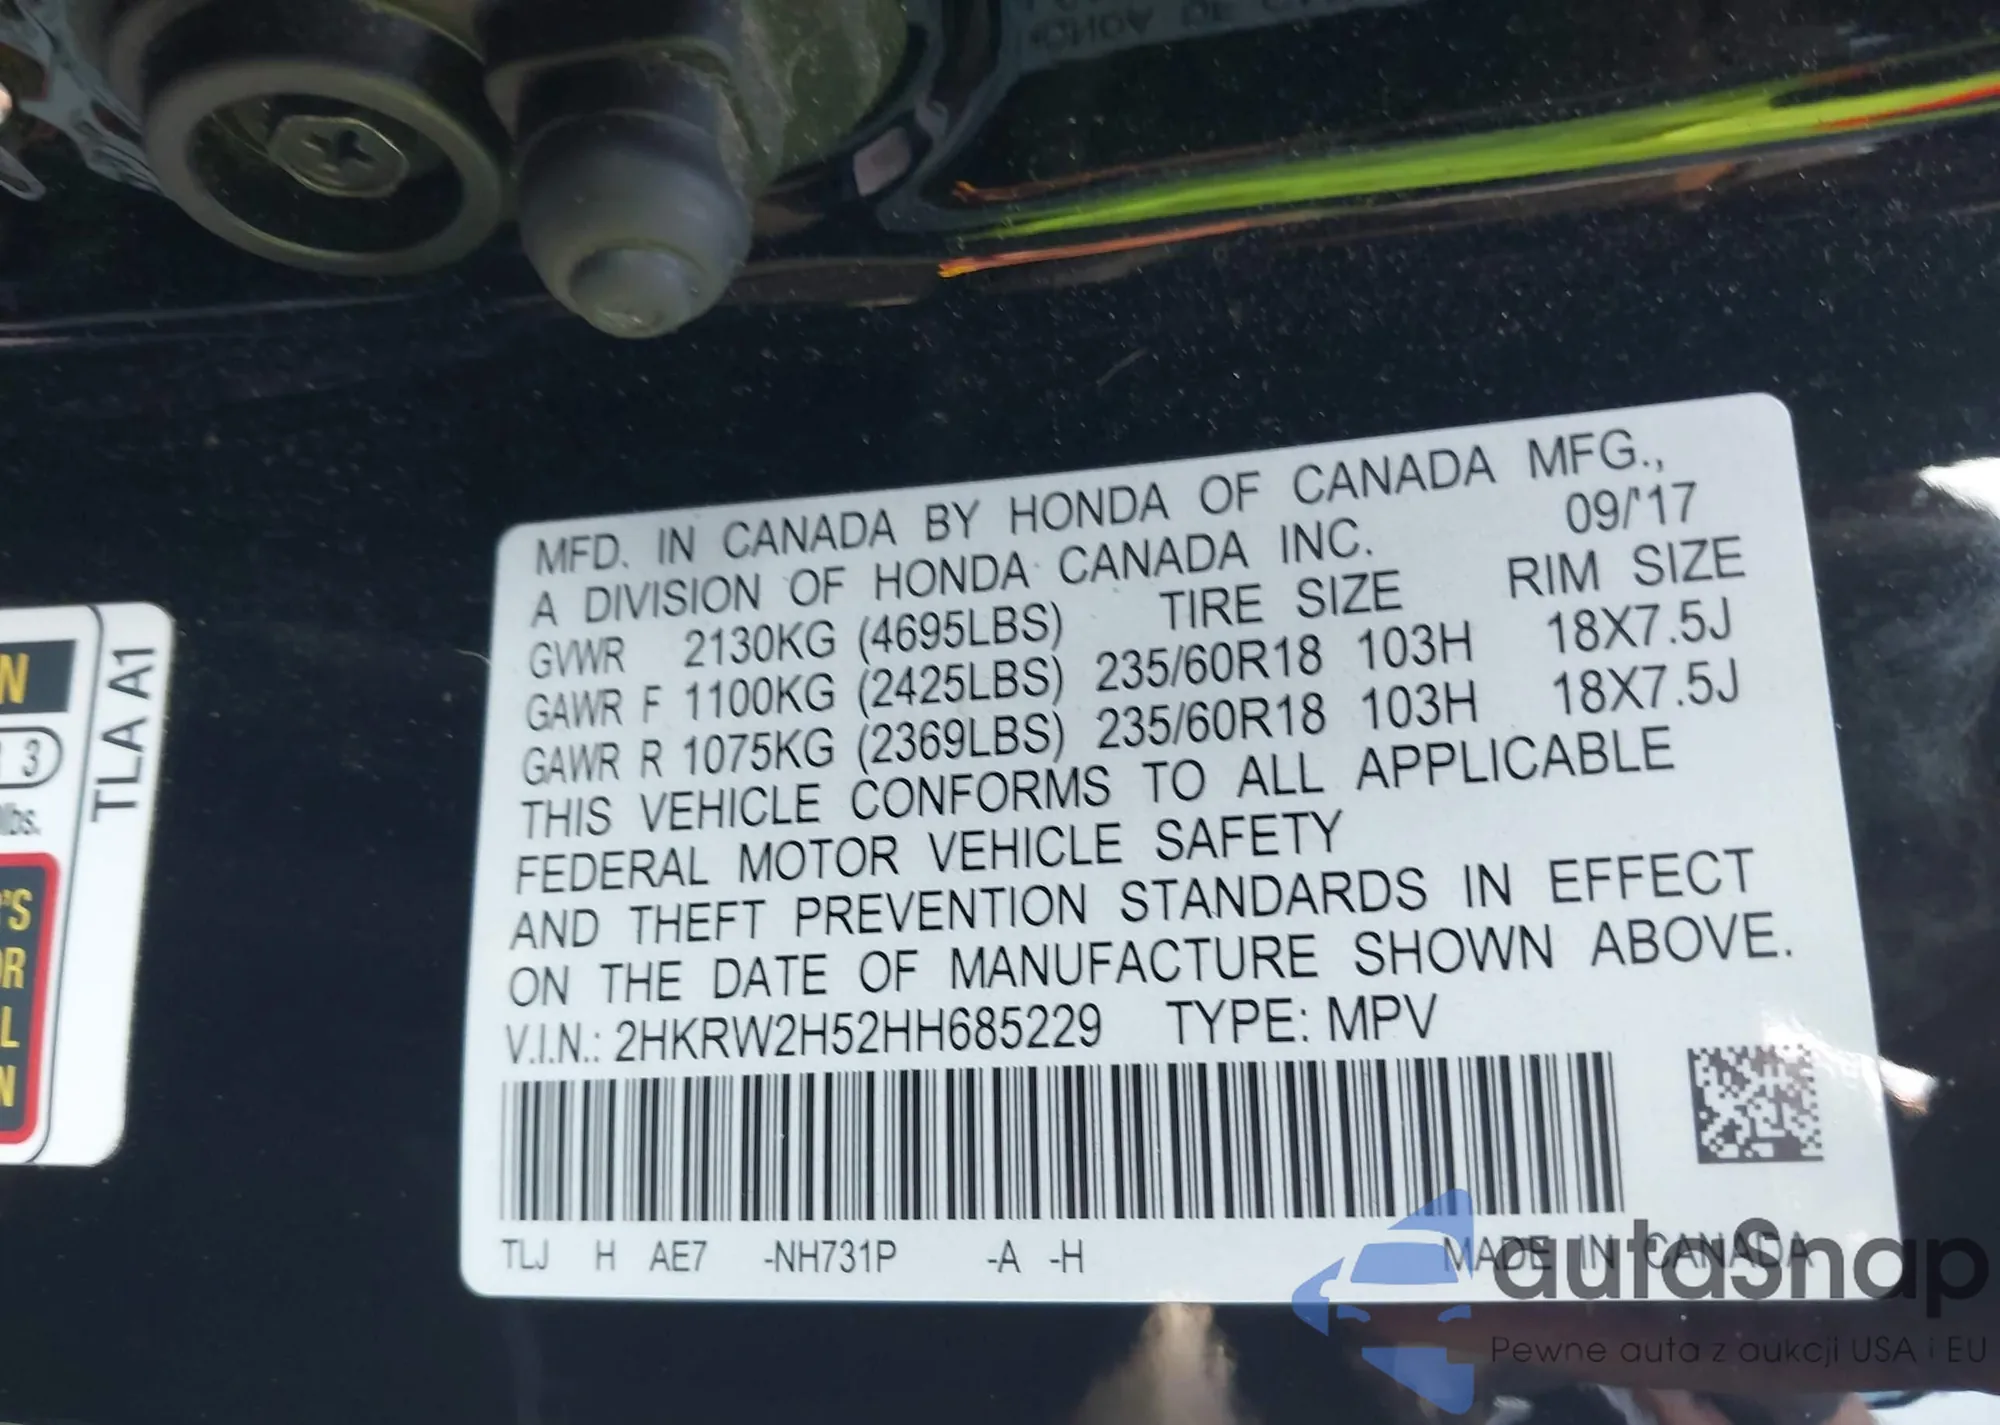 MFD. IN CANADA BY HONDA OF CANADA MFG.,
A DIVISION OF HONDA CANADA INC. 09/'17
GVWR 2130KG (4695LBS) TIRE SIZE RIM SIZE
GAWR F 1100KG (2425LBS) 235/60R18 103H 18X7.5J
GAWR R 1075KG (2369LBS) 235/60R18 103H 18X7.5J
THIS VEHICLE CONFORMS TO ALL APPLICABLE
FEDERAL MOTOR VEHICLE SAFETY
AND THEFT PREVENTION STANDARDS IN EFFECT
ON THE DATE OF MANUFACTURE SHOWN ABOVE.
V.I.N.: 2HKRW2H52HH685229 TYPE: MPV
TLJ H AE7 -NH731P -A -H MADE IN CANADA
TLA A1
3
lbs.
autoSnap
Pewne auta z aukcji USA i EU